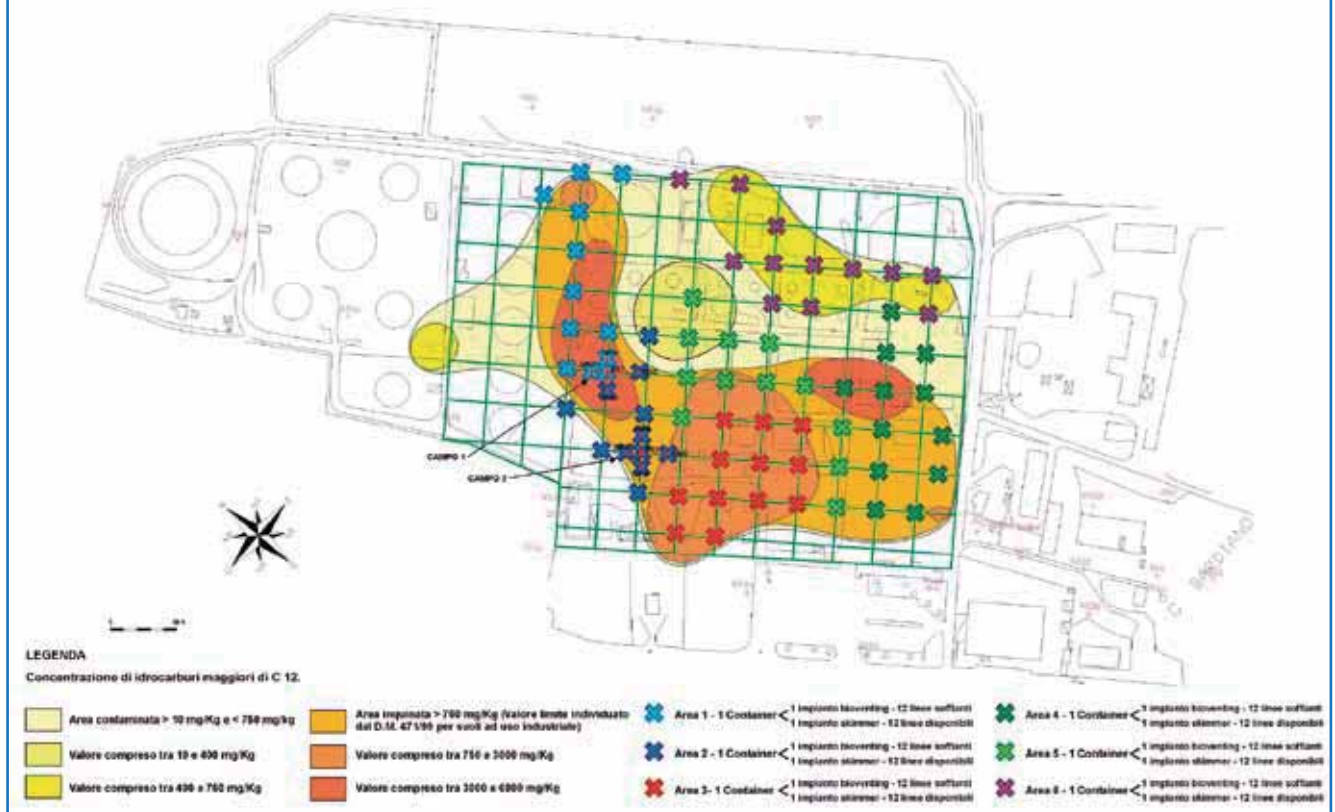 CAMPO 1
CAMPO 2
LEGENDA
Concentrazione di idrocarburi maggiori di C 12.
Area contaminata > 10 mg/Kg e < 750 mg/kg
Valore compreso tra 10 e 400 mg/Kg
Valore compreso tra 400 e 750 mg/Kg
Area inquinata > 750 mg/Kg (Valore limite individuato
dal D.M. 471/99 per suoli ad uso industriale)
Valore compreso tra 750 e 3000 mg/Kg
Valore compreso tra 3000 e 6000 mg/Kg
Area 1 - 1 Container
1 impianto bioventing - 12 linee soffianti
1 impianto skimmer - 12 linee disponibili
Area 2 - 1 Container
1 impianto bioventing - 12 linee soffianti
1 impianto skimmer - 12 linee disponibili
Area 3- 1 Container
1 impianto bioventing - 12 linee soffianti
1 impianto skimmer - 12 linee disponibili
Area 4 - 1 Container
1 impianto bioventing - 12 linee soffianti
1 impianto skimmer - 12 linee disponibili
Area 5 - 1 Container
1 impianto bioventing - 12 linee soffianti
1 impianto skimmer - 12 linee disponibili
Area 6 - 1 Container
1 impianto bioventing - 12 linee soffianti
1 impianto skimmer - 12 linee disponibili